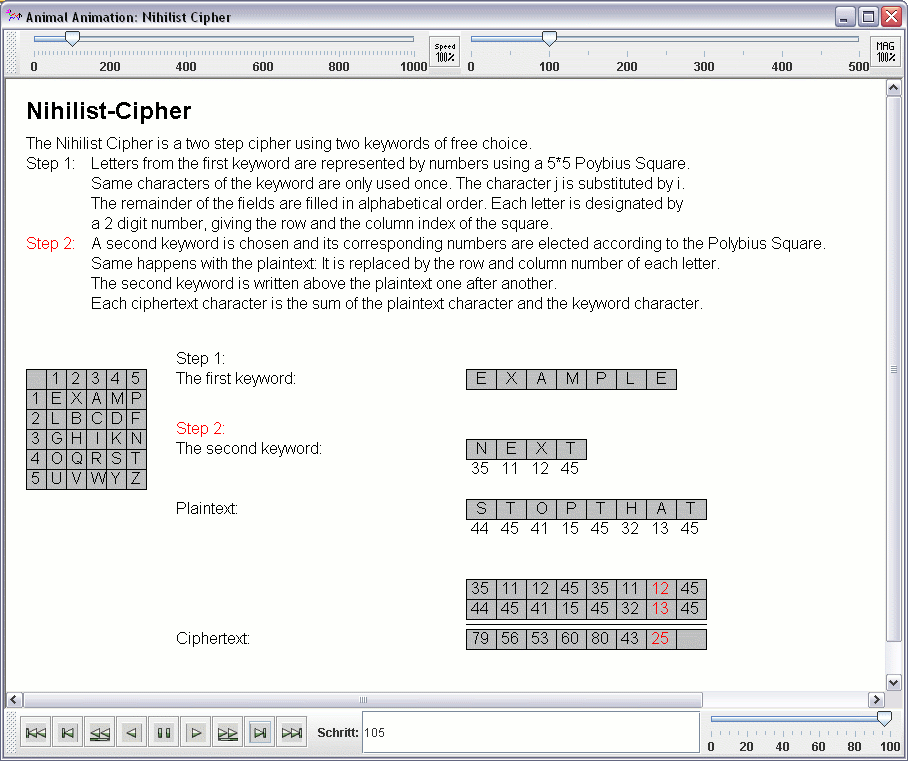 Animal Animation: Nihilist Cipher
0 200 400 600 800 1000
Speed
100%
0 100 200 300 400 500
MAG
100%
Nihilist-Cipher
The Nihilist Cipher is a two step cipher using two keywords of free choice.
Step 1: Letters from the first keyword are represented by numbers using a 5*5 Poybius Square.
Same characters of the keyword are only used once. The character j is substituted by i.
The remainder of the fields are filled in alphabetical order. Each letter is designated by
a 2 digit number, giving the row and the column index of the square.
Step 2: A second keyword is chosen and its corresponding numbers are elected according to the Polybius Square.
Same happens with the plaintext: It is replaced by the row and column number of each letter.
The second keyword is written above the plaintext one after another.
Each ciphertext character is the sum of the plaintext character and the keyword character.
1 2 3 4 5
1 E X A M P
2 L B C D F
3 G H I K N
4 O Q R S T
5 U V W Y Z
Step 1:
The first keyword: E X A M P L E
Step 2:
The second keyword: N E X T
35 11 12 45
Plaintext: S T O P T H A T
44 45 41 15 45 32 13 45
35 11 12 45 35 11 12 45
44 45 41 15 45 32 13 45
Ciphertext: 79 56 53 60 80 43 25
Schritt: 105
0 20 40 60 80 100